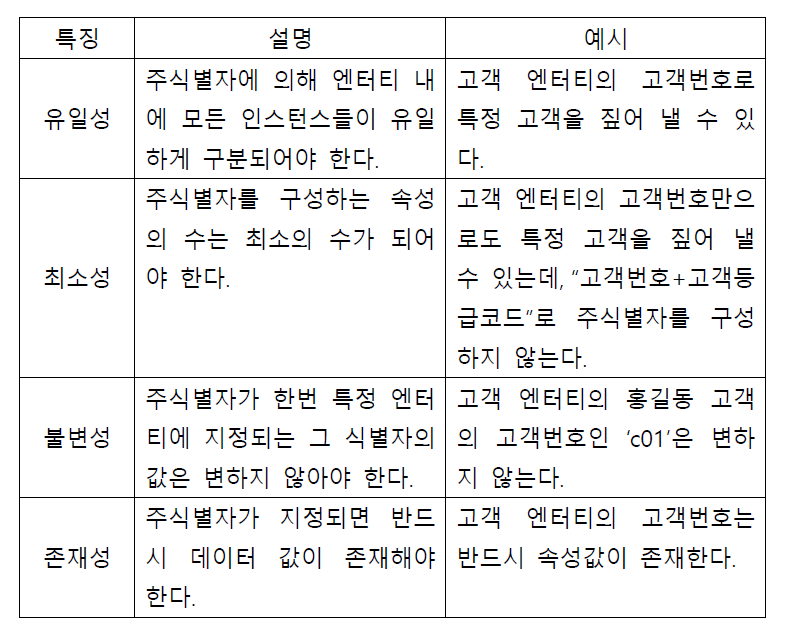 특징 설명 예시
유일성
주식별자에 의해 엔터티 내
에 모든 인스턴스들이 유일
하게 구분되어야 한다.
고객 엔터티의 고객번호로
특정 고객을 짚어 낼 수 있
다.
최소성
주식별자를 구성하는 속성
의 수는 최소의 수가 되어
야 한다.
고객 엔터티의 고객번호만으
로도 특정 고객을 짚어 낼
수 있는데, “고객번호+고객등
급코드”로 주식별자를 구성
하지 않는다.
불변성
주식별자가 한번 특정 엔터
티에 지정되는 그 식별자의
값은 변하지 않아야 한다.
고객 엔터티의 홍길동 고객
의 고객번호인 ‘c01’은 변하
지 않는다.
존재성
주식별자가 지정되면 반드
시 데이터 값이 존재해야
한다.
고객 엔터티의 고객번호는
반드시 속성값이 존재한다.